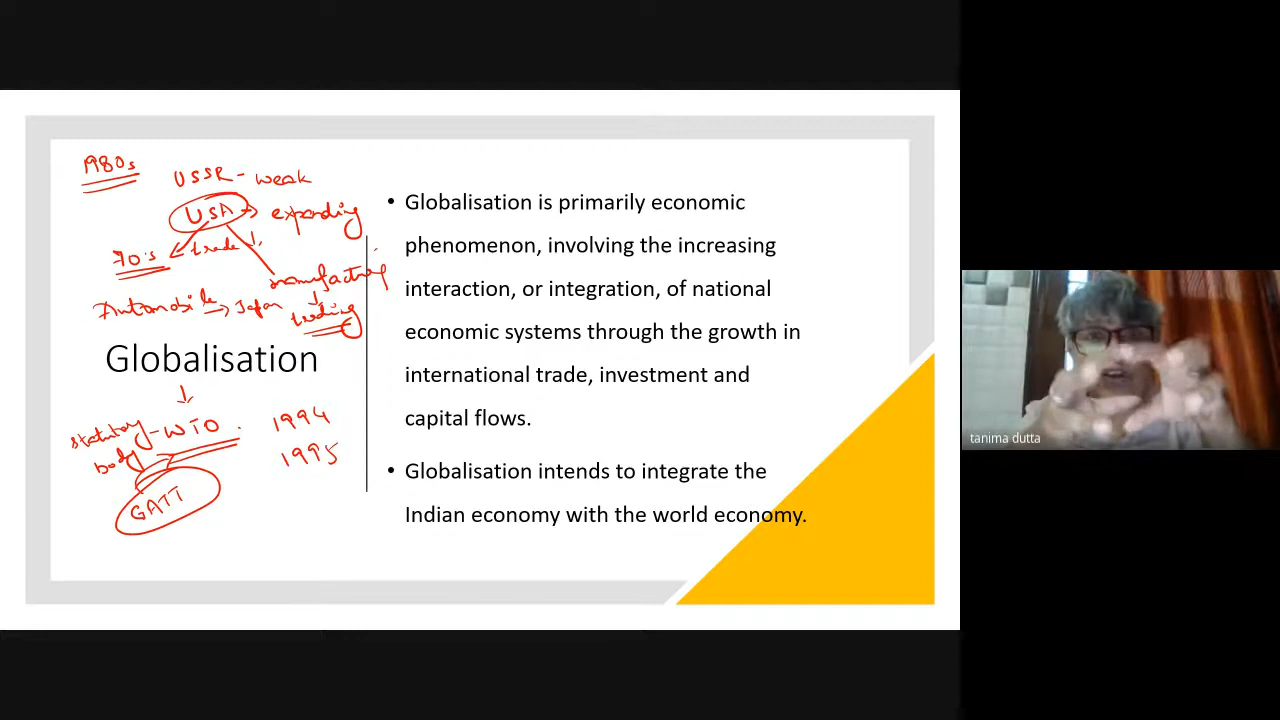 1980s
USSR - weak
USA → expanding
70's ← trade ↓
manufacturing
Automobile → Japan
↓
trading
Globalisation
↓
statutory - WTO . 1994
body
1995
GATT
• Globalisation is primarily economic
phenomenon, involving the increasing
interaction, or integration, of national
economic systems through the growth in
international trade, investment and
capital flows.
• Globalisation intends to integrate the
Indian economy with the world economy.
tanima dutta